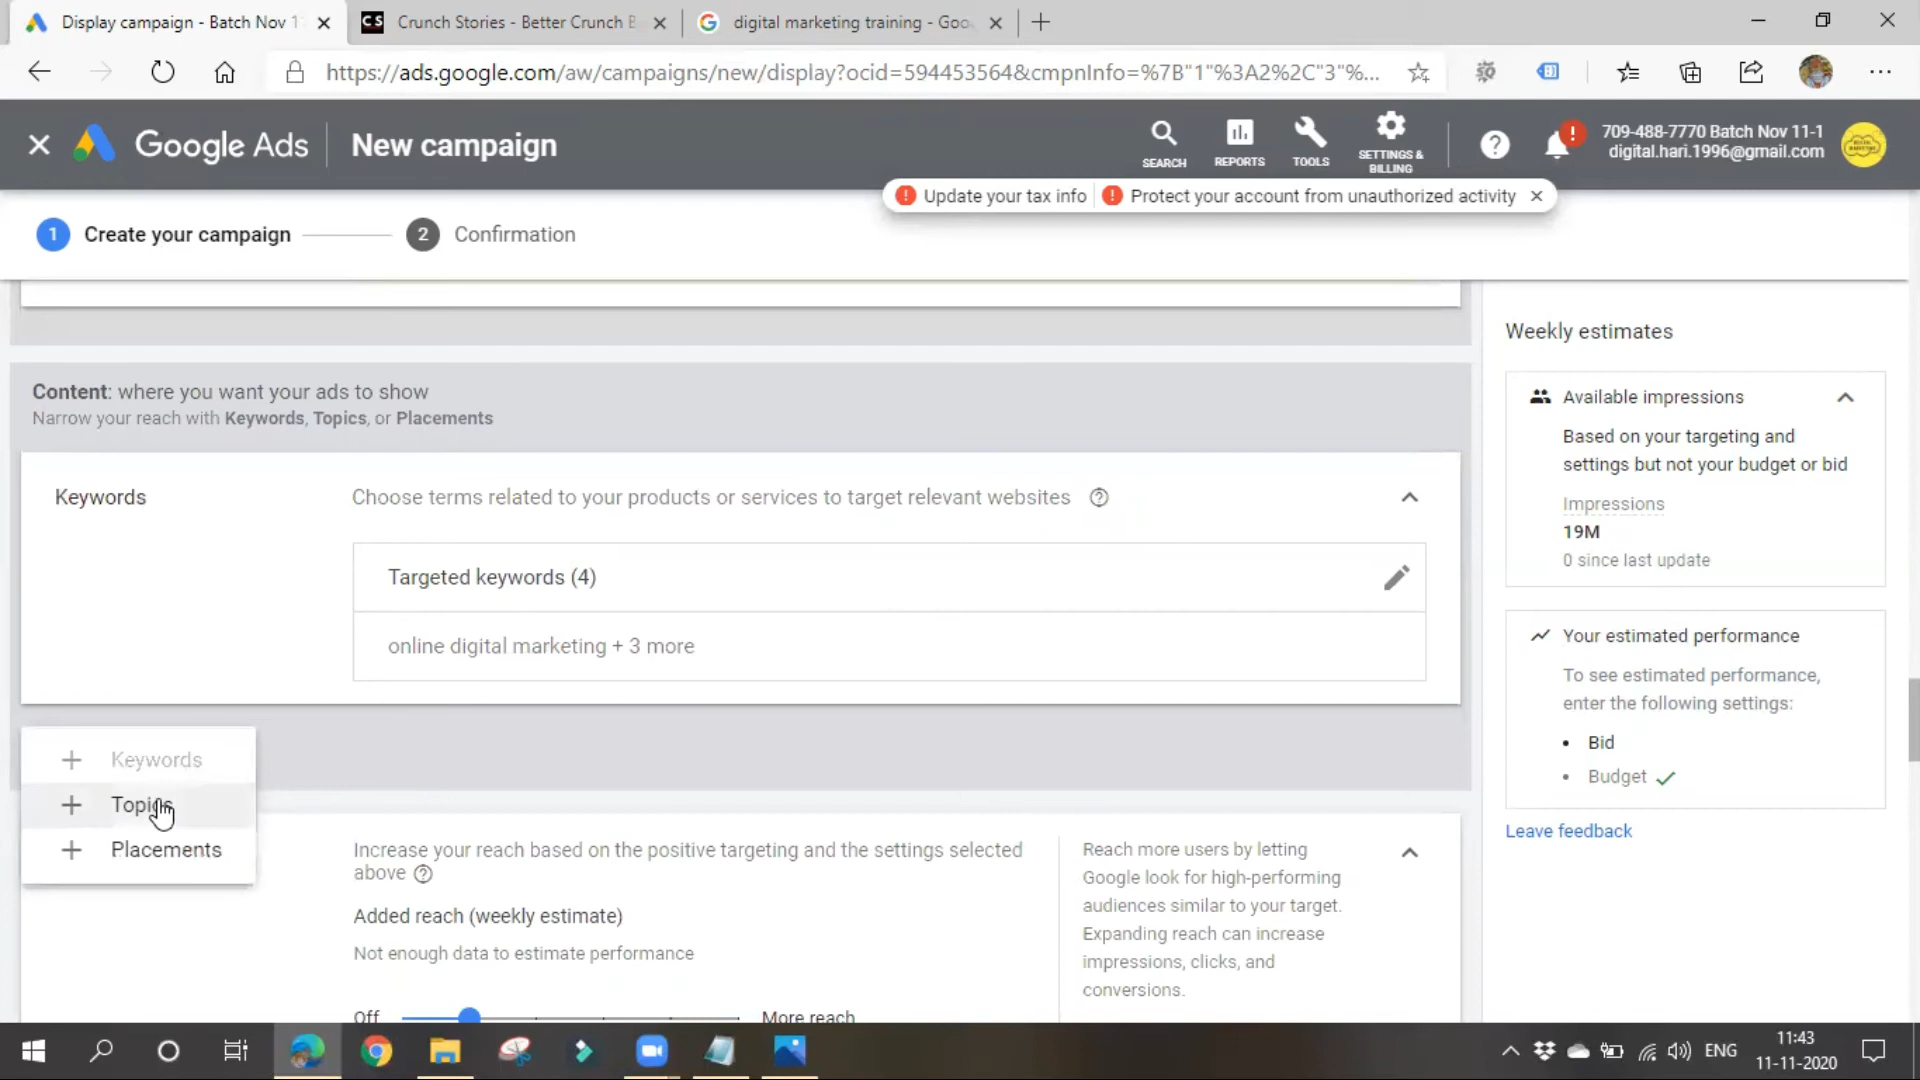 Display campaign - Batch Nov 1
Crunch Stories - Better Crunch B
digital marketing training - Goo
https://ads.google.com/aw/campaigns/new/display?ocid=594453564&cmpnInfo=%7B"1"%3A2%2C"3"%...
Google Ads
New campaign
SEARCH
REPORTS
TOOLS
SETTINGS &
BILLING
709-488-7770 Batch Nov 11-1
digital.hari.1996@gmail.com
Update your tax info
Protect your account from unauthorized activity
1 Create your campaign
2 Confirmation
Content: where you want your ads to show
Narrow your reach with Keywords, Topics, or Placements
Keywords
Choose terms related to your products or services to target relevant websites
Targeted keywords (4)
online digital marketing + 3 more
Keywords
Topics
Placements
Increase your reach based on the positive targeting and the settings selected
above
Added reach (weekly estimate)
Not enough data to estimate performance
Off
More reach
Reach more users by letting
Google look for high-performing
audiences similar to your target.
Expanding reach can increase
impressions, clicks, and
conversions.
Weekly estimates
Available impressions
Based on your targeting and
settings but not your budget or bid
Impressions
19M
0 since last update
Your estimated performance
To see estimated performance,
enter the following settings:
Bid
Budget
Leave feedback
ENG
11:43
11-11-2020